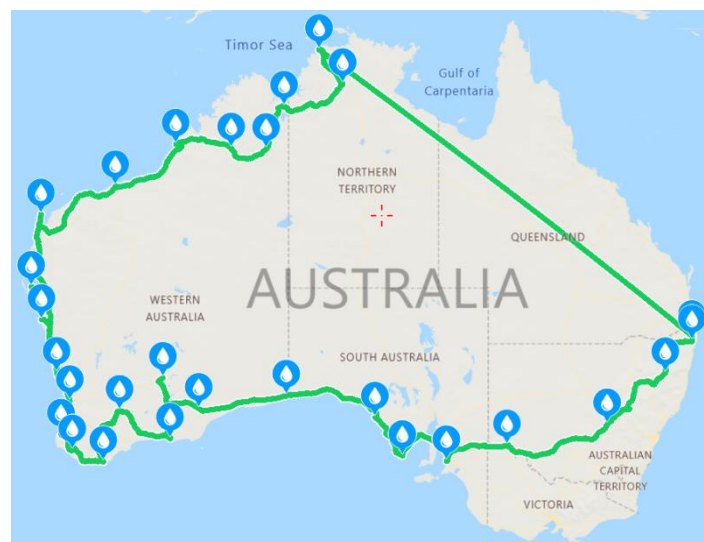 Timor Sea
Gulf of
Carpentaria
NORTHERN
TERRITORY
QUEENSLAND
AUSTRALIA
WESTERN
AUSTRALIA
SOUTH AUSTRALIA
AUSTRALIAN
CAPITAL
TERRITORY
VICTORIA